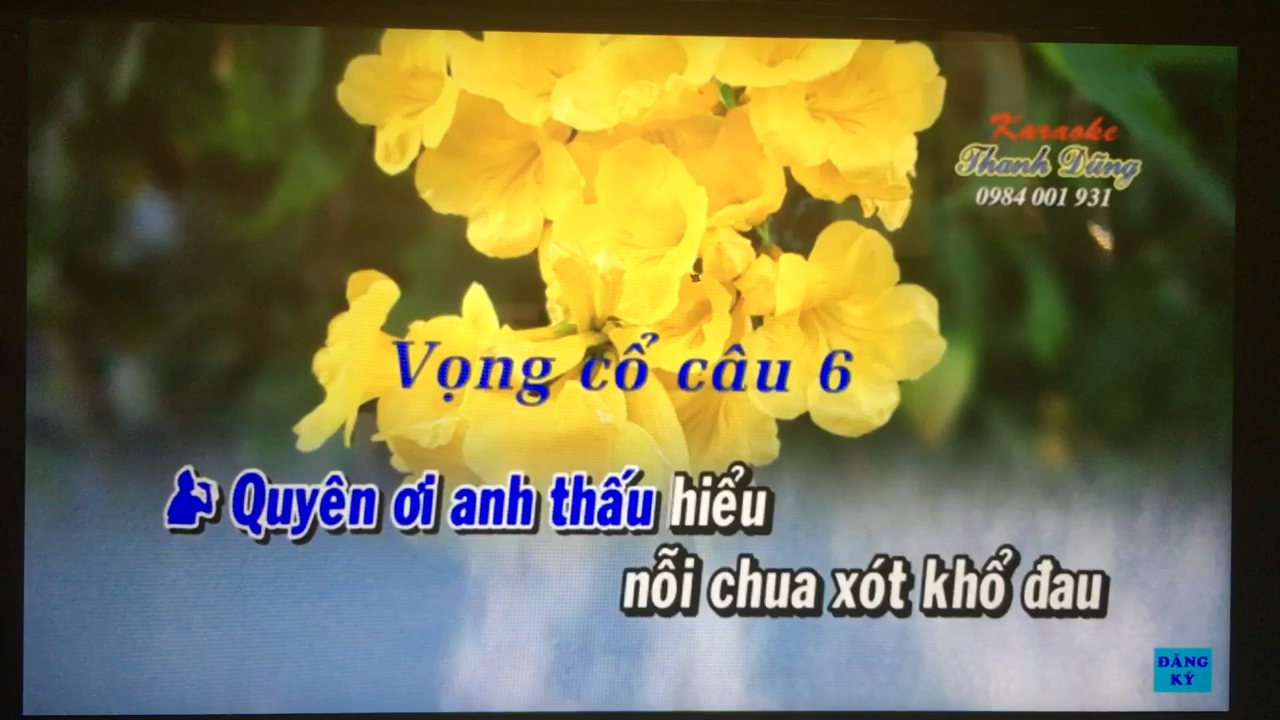 Karaoke
Thanh Dũng
0984 001 931
Vọng cổ câu 6
Quyên ơi anh thấu hiểu
nỗi chua xót khổ đau
ĐĂNG
KÝ